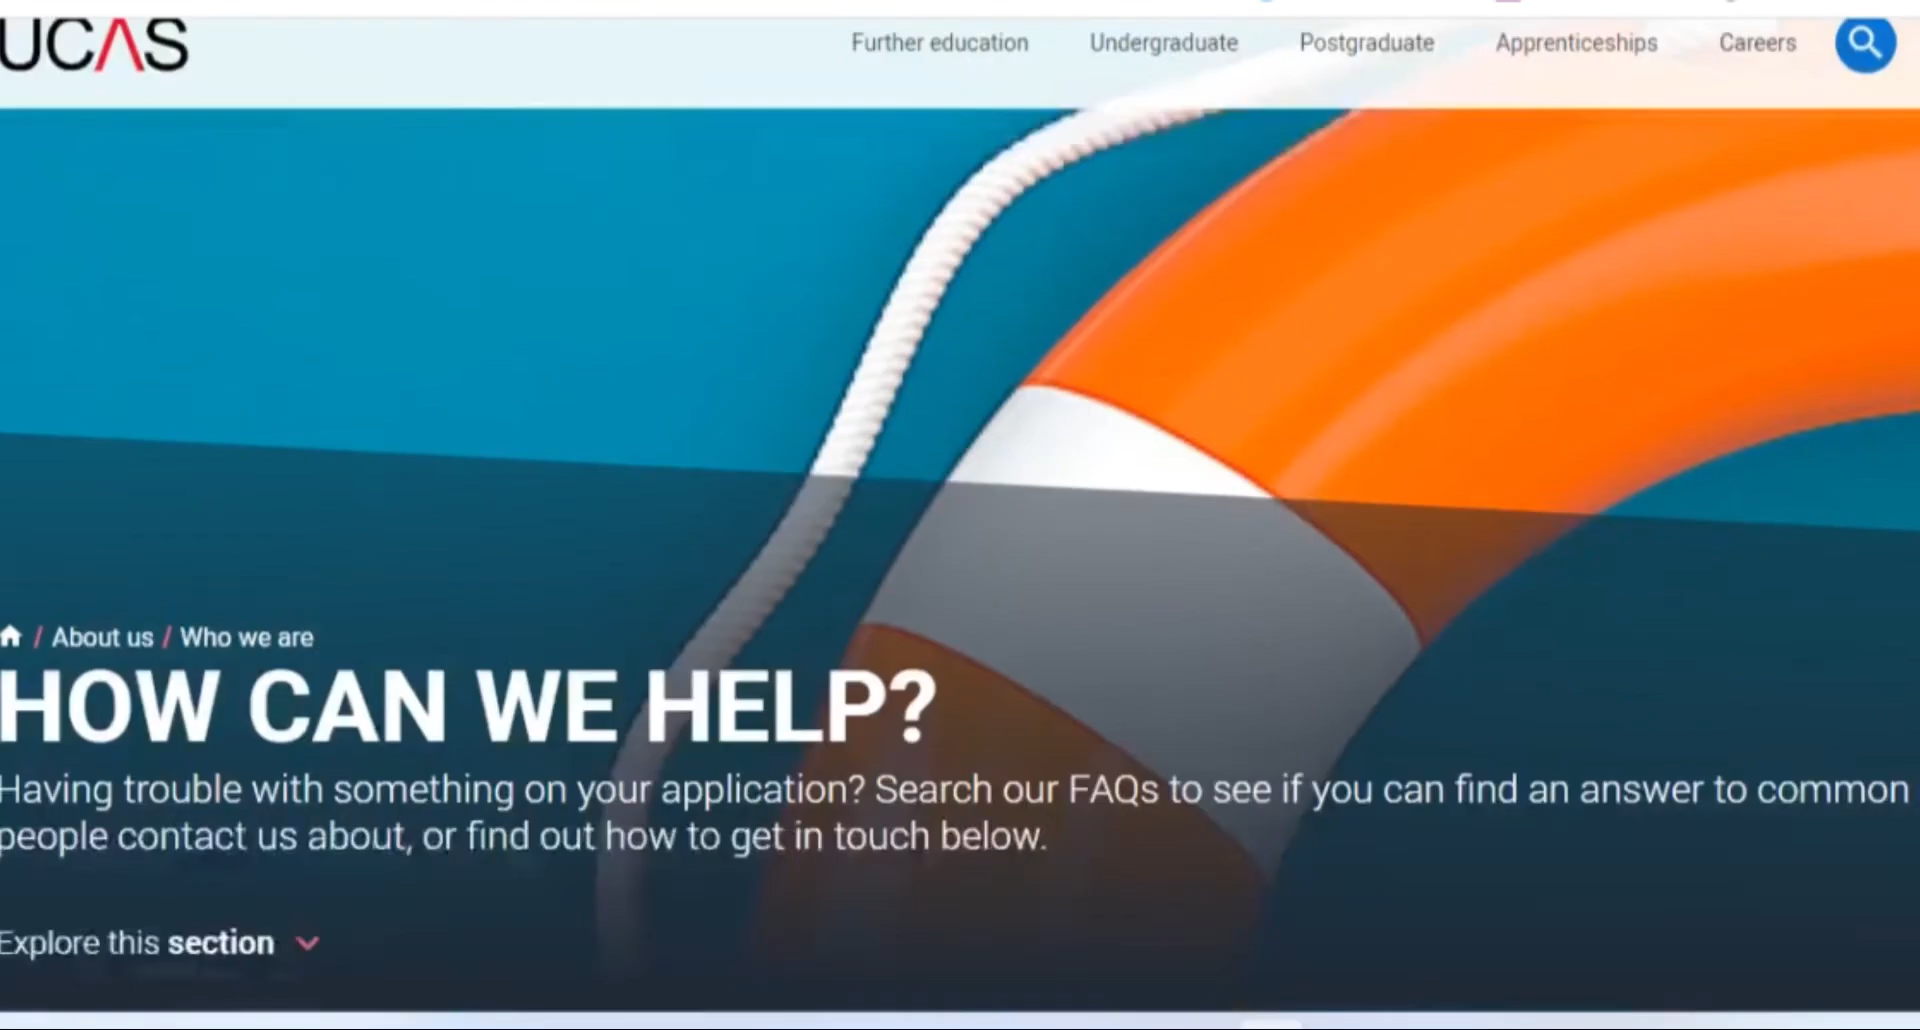 UCAS
Further education Undergraduate Postgraduate Apprenticeships Careers
/ About us / Who we are
HOW CAN WE HELP?
Having trouble with something on your application? Search our FAQs to see if you can find an answer to common
people contact us about, or find out how to get in touch below.
Explore this section